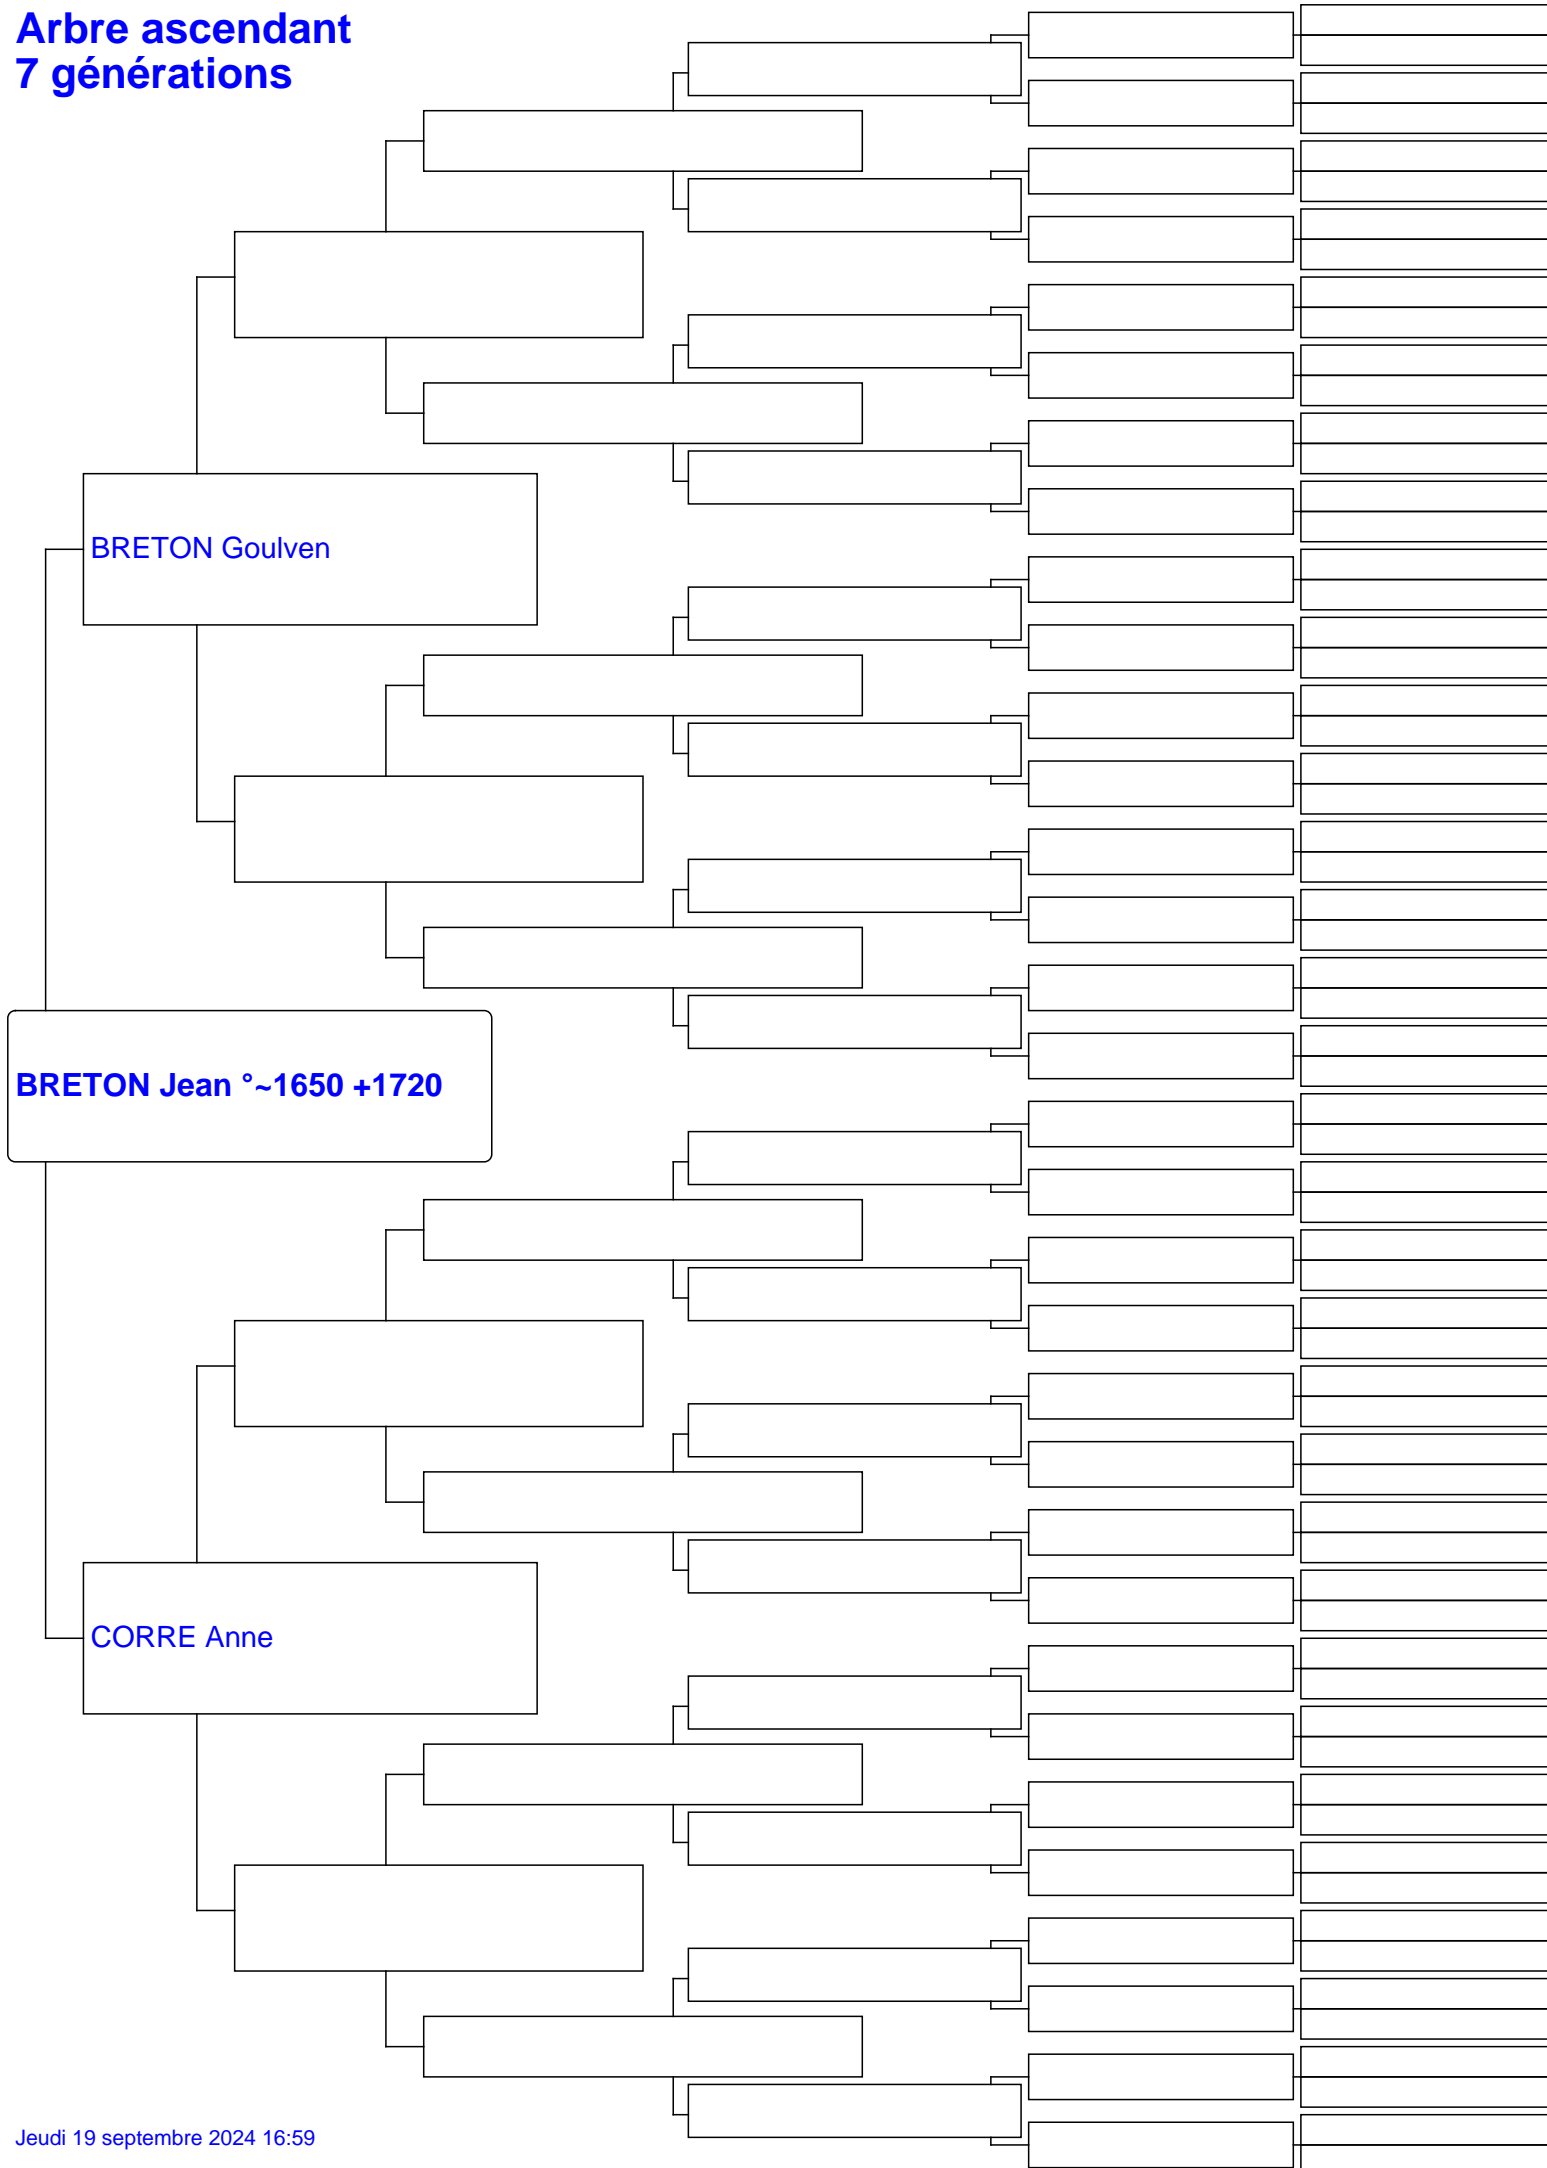 Arbre ascendant
7 générations
BRETON Goulven
BRETON Jean °~1650 +1720
CORRE Anne
Jeudi 19 septembre 2024 16:59